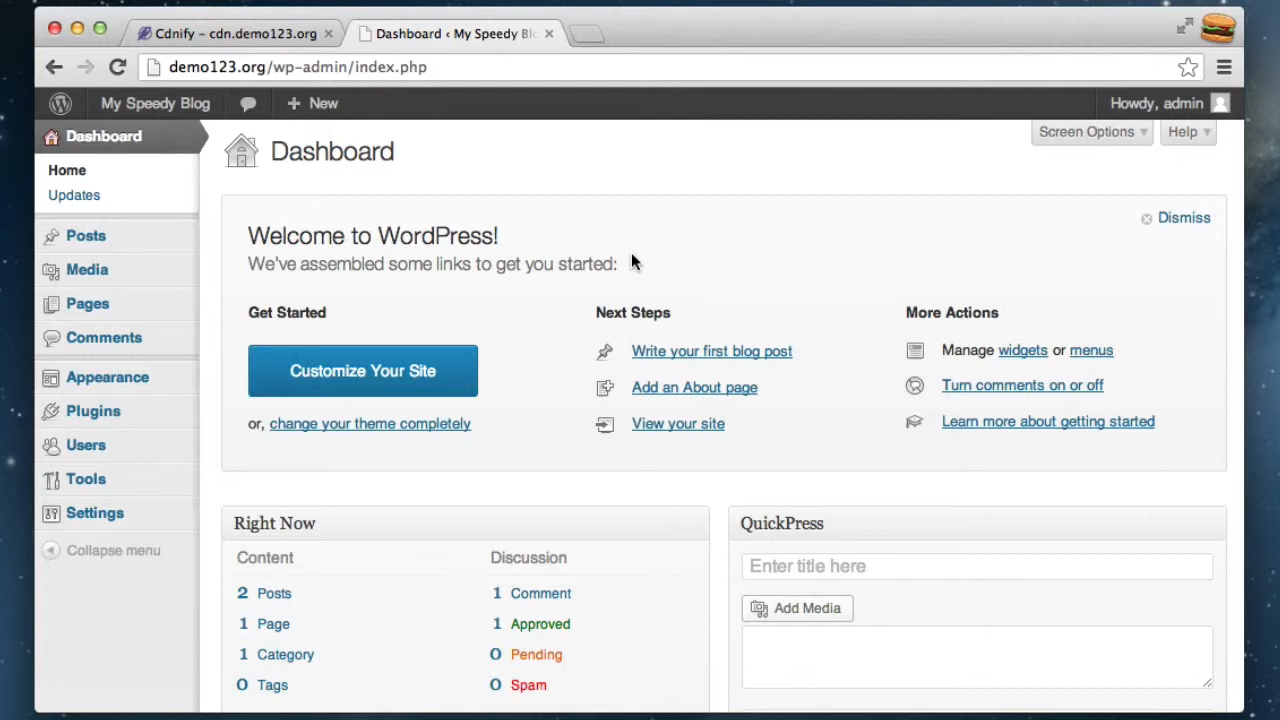 Cdnify – cdn.demo123.org
Dashboard ‹ My Speedy Bl
demo123.org/wp-admin/index.php
My Speedy Blog
New
Howdy, admin
Dashboard
Home
Updates
Posts
Media
Pages
Comments
Appearance
Plugins
Users
Tools
Settings
Collapse menu
Screen Options
Help
Dashboard
Dismiss
Welcome to WordPress!
We've assembled some links to get you started:
Get Started
Customize Your Site
or, change your theme completely
Next Steps
Write your first blog post
Add an About page
View your site
More Actions
Manage widgets or menus
Turn comments on or off
Learn more about getting started
Right Now
Content
2 Posts
1 Page
1 Category
0 Tags
Discussion
1 Comment
1 Approved
0 Pending
0 Spam
QuickPress
Enter title here
Add Media